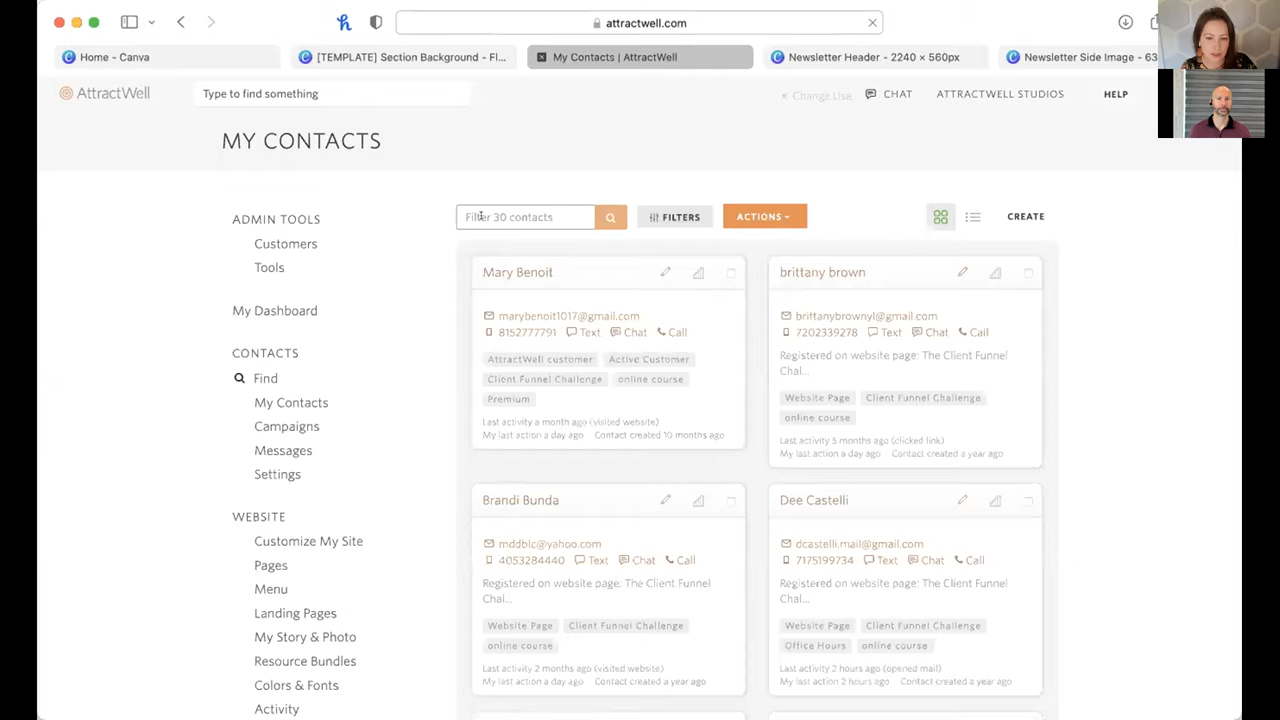 attractwell.com
Home – Canva
[TEMPLATE] Section Background - Fl...
My Contacts | AttractWell
Newsletter Header - 2240 × 560px
Newsletter Side Image - 63
AttractWell
Type to find something
× Change Lisa
CHAT
ATTRACTWELL STUDIOS
HELP
MY CONTACTS
ADMIN TOOLS
Customers
Tools
My Dashboard
CONTACTS
Find
My Contacts
Campaigns
Messages
Settings
WEBSITE
Customize My Site
Pages
Menu
Landing Pages
My Story & Photo
Resource Bundles
Colors & Fonts
Activity
Filter 30 contacts
FILTERS
ACTIONS
CREATE
Mary Benoit
marybenoit1017@gmail.com
8152777791 Text Chat Call
AttractWell customer Active Customer
Client Funnel Challenge online course
Premium
Last activity a month ago (visited website)
My last action a day ago Contact created 10 months ago
brittany brown
brittanybrownyl@gmail.com
7202339278 Text Chat Call
Registered on website page: The Client Funnel
Chal...
Website Page Client Funnel Challenge
online course
Last activity 5 months ago (clicked link)
My last action a day ago Contact created a year ago
Brandi Bunda
mddblc@yahoo.com
4053284440 Text Chat Call
Registered on website page: The Client Funnel
Chal...
Website Page Client Funnel Challenge
online course
Last activity 2 months ago (visited website)
My last action a day ago Contact created a year ago
Dee Castelli
dcastelli.mail@gmail.com
7175199734 Text Chat Call
Registered on website page: The Client Funnel
Chal...
Website Page Client Funnel Challenge
Office Hours online course
Last activity 2 hours ago (opened mail)
My last action 2 hours ago Contact created a year ago